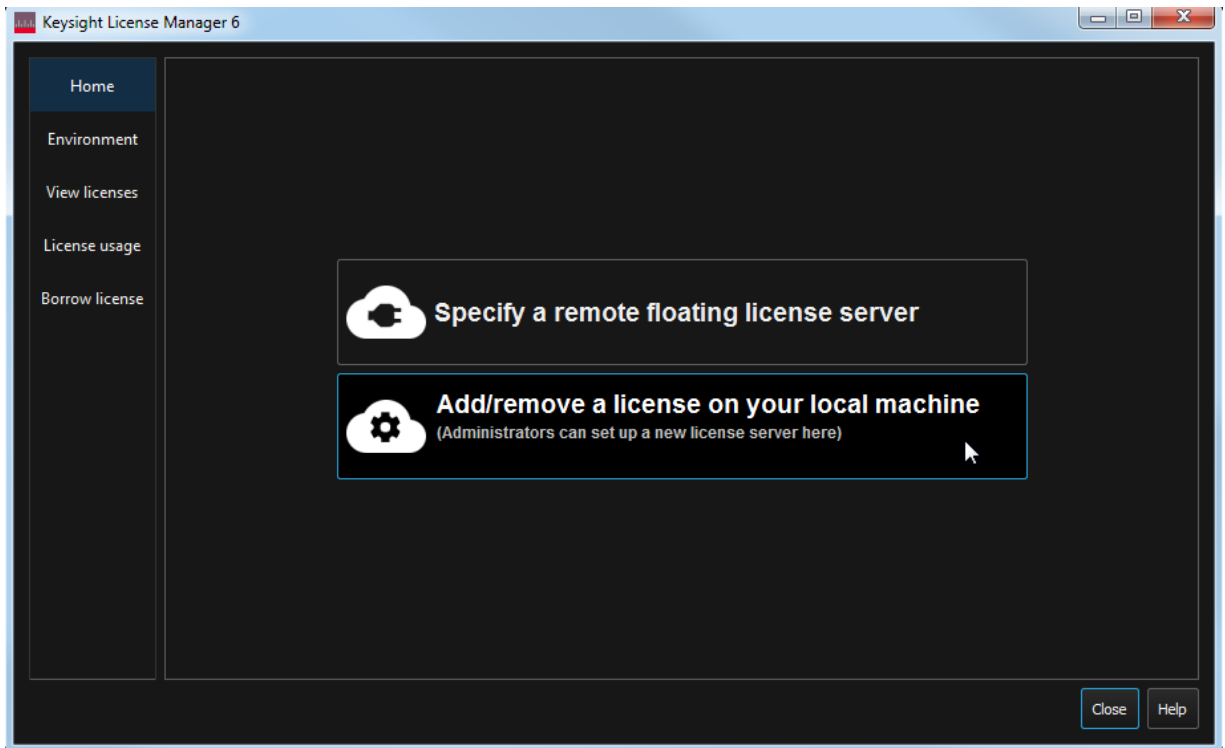 Keysight License Manager 6
Home
Environment
View licenses
License usage
Borrow license
Specify a remote floating license server
Add/remove a license on your local machine
(Administrators can set up a new license server here)
Close
Help